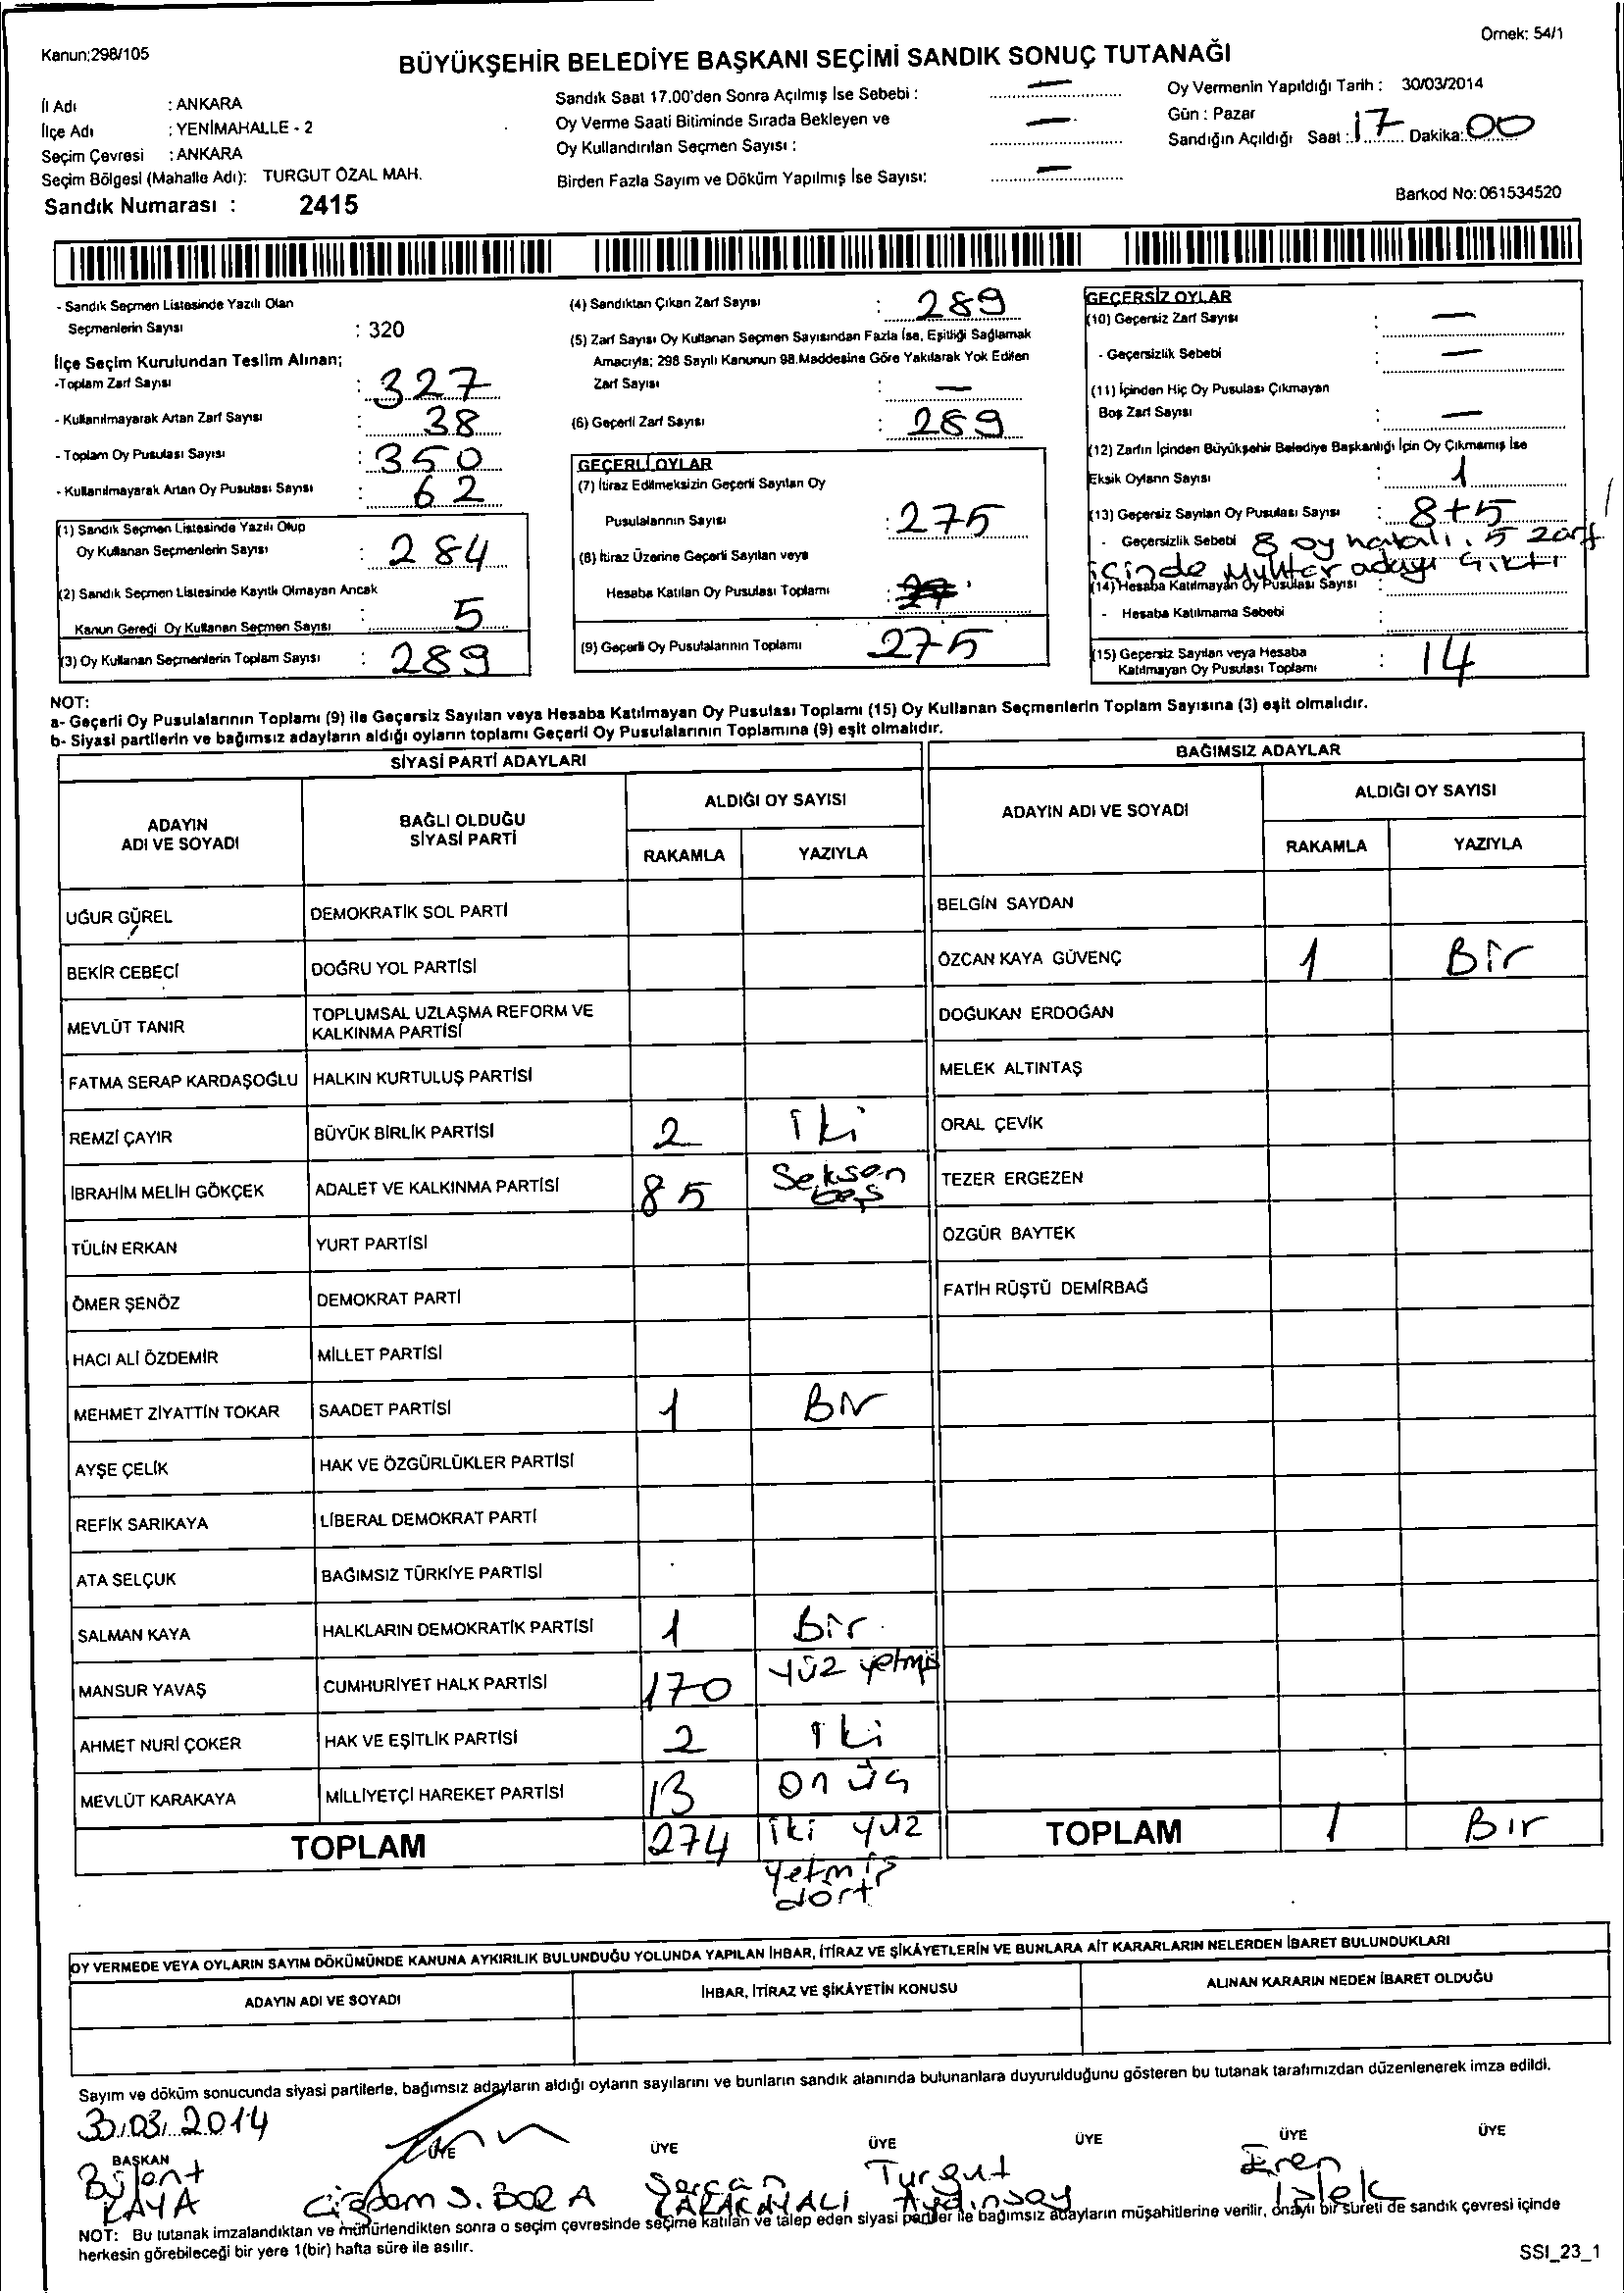 Kanun:298/105
Örnek: 54/1
BÜYÜKŞEHİR BELEDİYE BAŞKANI SEÇİMİ SANDIK SONUÇ TUTANAĞI
İl Adı : ANKARA
İlçe Adı : YENİMAHALLE - 2
Seçim Çevresi : ANKARA
Seçim Bölgesi (Mahalle Adı): TURGUT ÖZAL MAH.
Sandık Numarası : 2415
Sandık Saat 17.00'den Sonra Açılmış İse Sebebi : —
Oy Verme Saati Bitiminde Sırada Bekleyen ve
Oy Kullandırılan Seçmen Sayısı : —
Birden Fazla Sayım ve Döküm Yapılmış İse Sayısı: —
Oy Vermenin Yapıldığı Tarih : 30/03/2014
Gün : Pazar
Sandığın Açıldığı Saat : 17 Dakika: 00
Barkod No: 061534520
- Sandık Seçmen Listesinde Yazılı Olan
Seçmenlerin Sayısı : 320
İlçe Seçim Kurulundan Teslim Alınan;
-Toplam Zarf Sayısı : 327
- Kullanılmayarak Artan Zarf Sayısı : 38
- Toplam Oy Pusulası Sayısı : 350
- Kullanılmayarak Artan Oy Pusulası Sayısı : 62
(1) Sandık Seçmen Listesinde Yazılı Olup
Oy Kullanan Seçmenlerin Sayısı : 284
(2) Sandık Seçmen Listesinde Kayıtlı Olmayan Ancak
Kanun Geregi Oy Kullanan Seçmen Sayısı : 5
(3) Oy Kullanan Seçmenlerin Toplam Sayısı : 289
(4) Sandıktan Çıkan Zarf Sayısı : 289
(5) Zarf Sayısı Oy Kullanan Seçmen Sayısından Fazla İse, Eşitliği Sağlamak
Amacıyla; 298 Sayılı Kanunun 98.Maddesine Göre Yakılarak Yok Edilen
Zarf Sayısı : —
(6) Geçerli Zarf Sayısı : 289
GEÇERLİ OYLAR
(7) İtiraz Edilmeksizin Geçerli Sayılan Oy
Pusulalarının Sayısı : 275
(8) İtiraz Üzerine Geçerli Sayılan veya
Hesaba Katılan Oy Pusulası Toplamı :
(9) Geçerli Oy Pusulalarının Toplamı 275
GEÇERSİZ OYLAR
(10) Geçersiz Zarf Sayısı : —
- Geçersizlik Sebebi : —
(11) İçinden Hiç Oy Pusulası Çıkmayan
Boş Zarf Sayısı : —
(12) Zarfın İçinden Büyükşehir Belediye Başkanlığı İçin Oy Çıkmamış İse
Eksik Oyların Sayısı : 1
(13) Geçersiz Sayılan Oy Pusulası Sayısı : 8+5
- Geçersizlik Sebebi 8 oy hatalı, 5 zarf
içinde Muhtar adayı Çıktı
(14) Hesaba Katılmayan Oy Pusulası Sayısı :
- Hesaba Katılmama Sebebi :
(15) Geçersiz Sayılan veya Hesaba
Katılmayan Oy Pusulası Toplamı : 14
NOT:
a- Geçerli Oy Pusulalarının Toplamı (9) ile Geçersiz Sayılan veya Hesaba Katılmayan Oy Pusulası Toplamı (15) Oy Kullanan Seçmenlerin Toplam Sayısına (3) eşit olmalıdır.
b- Siyasi partilerin ve bağımsız adayların aldığı oyların toplamı Geçerli Oy Pusulalarının Toplamına (9) eşit olmalıdır.
SİYASİ PARTİ ADAYLARI
ADAYIN ADI VE SOYADI
BAĞLI OLDUĞU SİYASİ PARTİ
ALDIĞI OY SAYISI
RAKAMLA YAZIYLA
UĞUR GÜREL DEMOKRATİK SOL PARTİ
BEKİR CEBECİ DOĞRU YOL PARTİSİ
MEVLÜT TANIR TOPLUMSAL UZLAŞMA REFORM VE KALKINMA PARTİSİ
FATMA SERAP KARDAŞOĞLU HALKIN KURTULUŞ PARTİSİ
REMZİ ÇAYIR BÜYÜK BİRLİK PARTİSİ 2 İki
İBRAHİM MELİH GÖKÇEK ADALET VE KALKINMA PARTİSİ 85 Seksen beş
TÜLİN ERKAN YURT PARTİSİ
ÖMER ŞENÖZ DEMOKRAT PARTİ
HACI ALİ ÖZDEMİR MİLLET PARTİSİ
MEHMET ZİYATTİN TOKAR SAADET PARTİSİ 1 Bir
AYŞE ÇELİK HAK VE ÖZGÜRLÜKLER PARTİSİ
REFİK SARIKAYA LİBERAL DEMOKRAT PARTİ
ATA SELÇUK BAĞIMSIZ TÜRKİYE PARTİSİ
SALMAN KAYA HALKLARIN DEMOKRATİK PARTİSİ 1 Bir
MANSUR YAVAŞ CUMHURİYET HALK PARTİSİ 170 yüz yetmiş
AHMET NURİ ÇOKER HAK VE EŞİTLİK PARTİSİ 2 İki
MEVLÜT KARAKAYA MİLLİYETÇİ HAREKET PARTİSİ 13 on üç
TOPLAM 274 iki yüz yetmiş dört
BAĞIMSIZ ADAYLAR
ADAYIN ADI VE SOYADI
ALDIĞI OY SAYISI
RAKAMLA YAZIYLA
BELGİN SAYDAN
ÖZCAN KAYA GÜVENÇ 1 Bir
DOĞUKAN ERDOĞAN
MELEK ALTINTAŞ
ORAL ÇEVİK
TEZER ERGEZEN
ÖZGÜR BAYTEK
FATİH RÜŞTÜ DEMİRBAĞ
TOPLAM 1 Bır
OY VERMEDE VEYA OYLARIN SAYIM DÖKÜMÜNDE KANUNA AYKIRILIK BULUNDUĞU YOLUNDA YAPILAN İHBAR, İTİRAZ VE ŞİKÂYETLERİN VE BUNLARA AİT KARARLARIN NELERDEN İBARET BULUNDUKLARI
ADAYIN ADI VE SOYADI İHBAR, İTİRAZ VE ŞİKÂYETİN KONUSU ALINAN KARARIN NEDEN İBARET OLDUĞU
Sayım ve döküm sonucunda siyasi partilerle, bağımsız adayların aldığı oyların sayılarını ve bunların sandık alanında bulunanlara duyurulduğunu gösteren bu tutanak tarafımızdan düzenlenerek imza edildi.
30/03/2014
BAŞKAN ÜYE ÜYE ÜYE ÜYE ÜYE ÜYE
Bülent KAYA
Çiğdem S. BORA
Sercan
Turgut Aydınsoy
Eren İşlek
NOT: Bu tutanak imzalandıktan ve mühürlendikten sonra o seçim çevresinde seçime katılan ve talep eden siyasi partiler ile bağımsız adayların müşahitlerine verilir, onaylı bir sureti de sandık çevresi içinde
herkesin görebileceği bir yere 1(bir) hafta süre ile asılır.
SSI_23_1